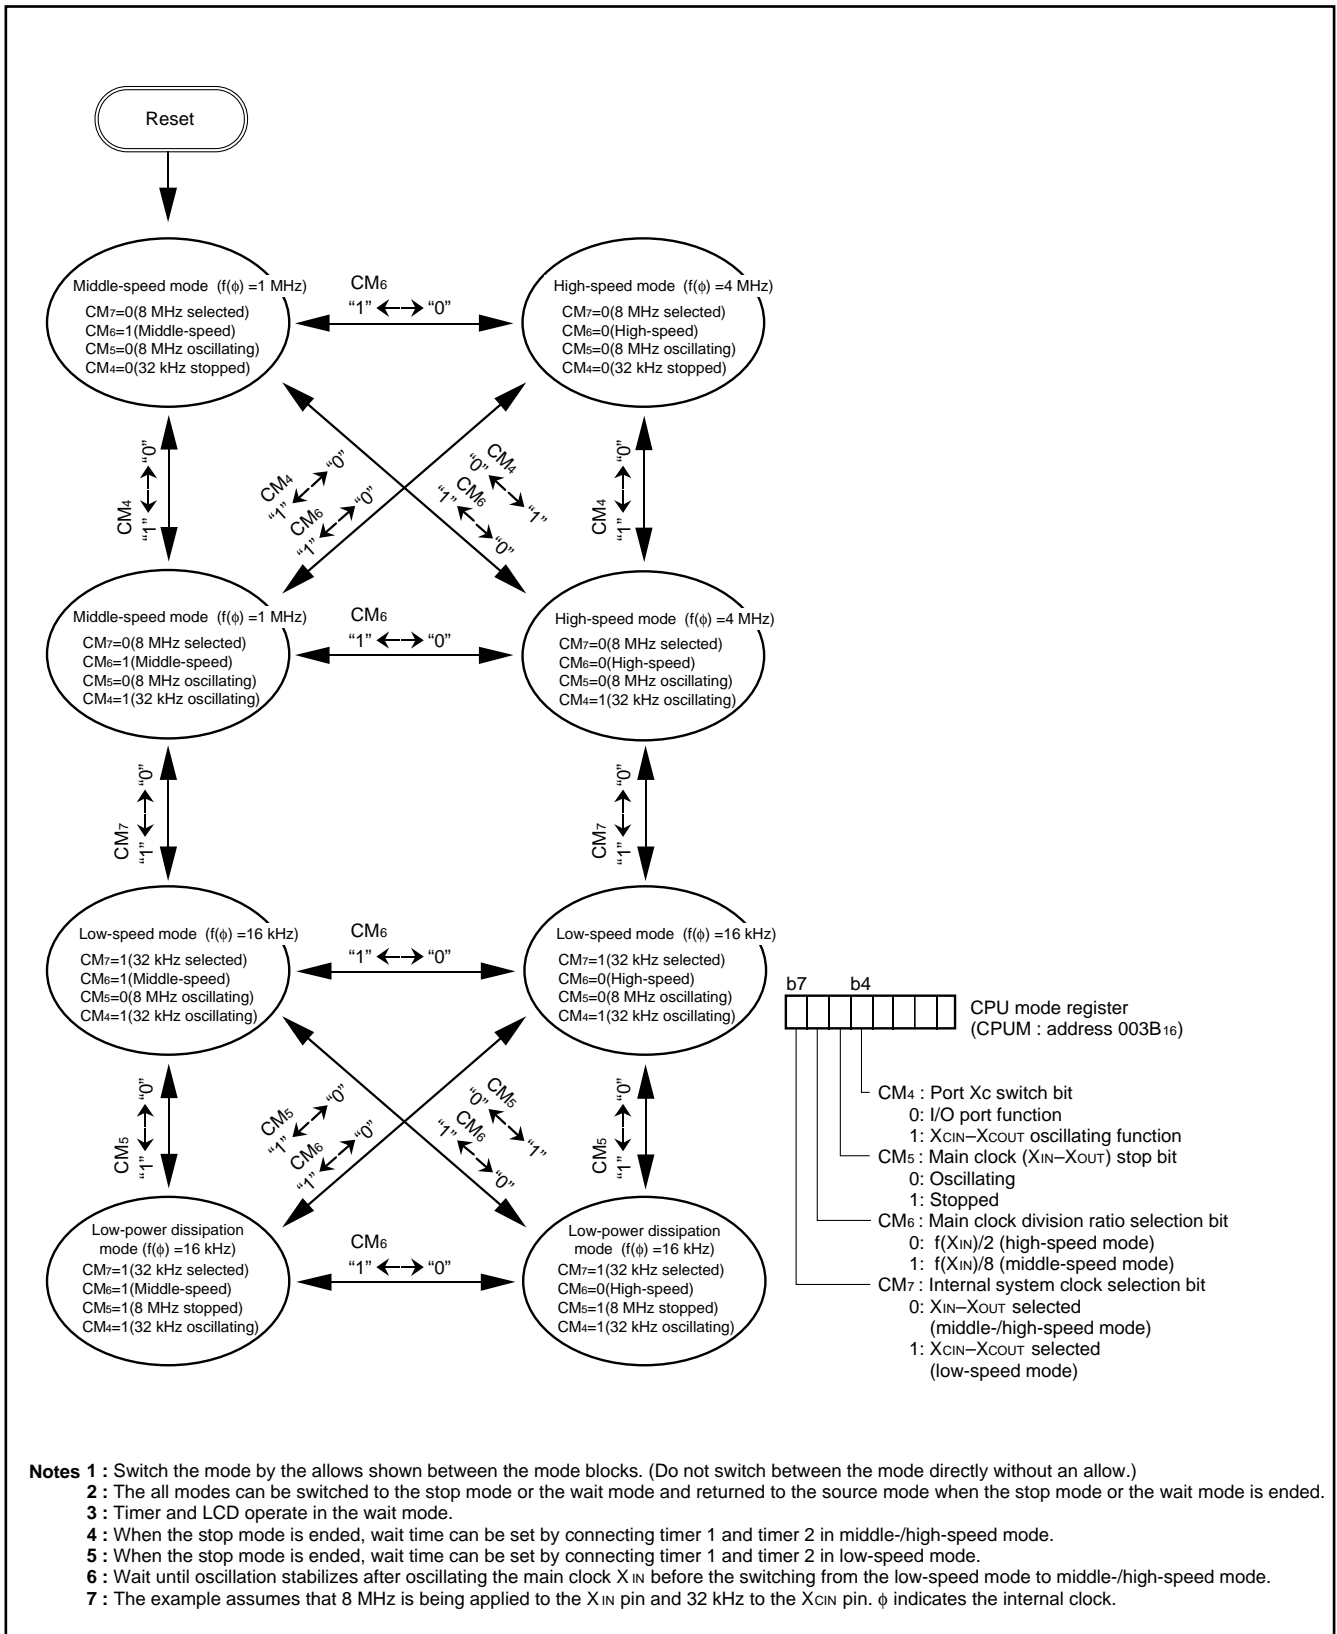 Reset
Middle-speed mode (f(ϕ) =1 MHz)
CM7=0(8 MHz selected)
CM6=1(Middle-speed)
CM5=0(8 MHz oscillating)
CM4=0(32 kHz stopped)
CM6
“1” “0”
High-speed mode (f(ϕ) =4 MHz)
CM7=0(8 MHz selected)
CM6=0(High-speed)
CM5=0(8 MHz oscillating)
CM4=0(32 kHz stopped)
CM4
“1” “0”
CM4
“1” “0”
CM6
“1” “0”
CM4
“0” “1”
CM6
“1” “0”
CM4
“1” “0”
Middle-speed mode (f(ϕ) =1 MHz)
CM7=0(8 MHz selected)
CM6=1(Middle-speed)
CM5=0(8 MHz oscillating)
CM4=1(32 kHz oscillating)
CM6
“1” “0”
High-speed mode (f(ϕ) =4 MHz)
CM7=0(8 MHz selected)
CM6=0(High-speed)
CM5=0(8 MHz oscillating)
CM4=1(32 kHz oscillating)
CM7
“1” “0”
CM7
“1” “0”
Low-speed mode (f(ϕ) =16 kHz)
CM7=1(32 kHz selected)
CM6=1(Middle-speed)
CM5=0(8 MHz oscillating)
CM4=1(32 kHz oscillating)
CM6
“1” “0”
Low-speed mode (f(ϕ) =16 kHz)
CM7=1(32 kHz selected)
CM6=0(High-speed)
CM5=0(8 MHz oscillating)
CM4=1(32 kHz oscillating)
CM5
“1” “0”
CM5
“1” “0”
CM6
“1” “0”
CM5
“0” “1”
CM6
“1” “0”
CM5
“1” “0”
Low-power dissipation
mode (f(ϕ) =16 kHz)
CM7=1(32 kHz selected)
CM6=1(Middle-speed)
CM5=1(8 MHz stopped)
CM4=1(32 kHz oscillating)
CM6
“1” “0”
Low-power dissipation
mode (f(ϕ) =16 kHz)
CM7=1(32 kHz selected)
CM6=0(High-speed)
CM5=1(8 MHz stopped)
CM4=1(32 kHz oscillating)
b7 b4
CPU mode register
(CPUM : address 003B16)
CM4 : Port Xc switch bit
0: I/O port function
1: XCIN–XCOUT oscillating function
CM5 : Main clock (XIN–XOUT) stop bit
0: Oscillating
1: Stopped
CM6 : Main clock division ratio selection bit
0: f(XIN)/2 (high-speed mode)
1: f(XIN)/8 (middle-speed mode)
CM7 : Internal system clock selection bit
0: XIN–XOUT selected
(middle-/high-speed mode)
1: XCIN–XCOUT selected
(low-speed mode)
Notes 1 : Switch the mode by the allows shown between the mode blocks. (Do not switch between the mode directly without an allow.)
2 : The all modes can be switched to the stop mode or the wait mode and returned to the source mode when the stop mode or the wait mode is ended.
3 : Timer and LCD operate in the wait mode.
4 : When the stop mode is ended, wait time can be set by connecting timer 1 and timer 2 in middle-/high-speed mode.
5 : When the stop mode is ended, wait time can be set by connecting timer 1 and timer 2 in low-speed mode.
6 : Wait until oscillation stabilizes after oscillating the main clock XIN before the switching from the low-speed mode to middle-/high-speed mode.
7 : The example assumes that 8 MHz is being applied to the XIN pin and 32 kHz to the XCIN pin. ϕ indicates the internal clock.